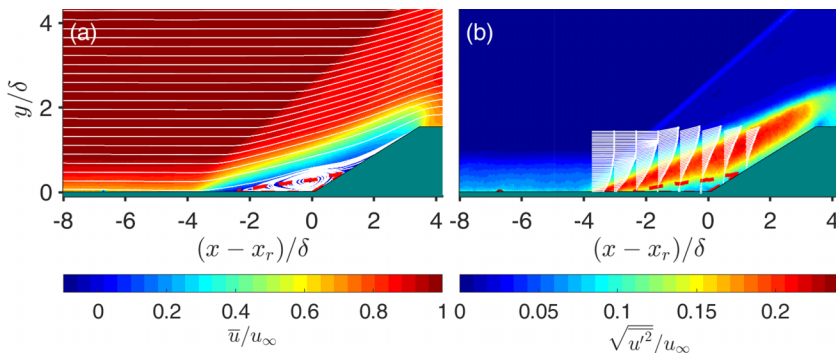 (a)
(b)
4
2
0
y/δ
-8 -6 -4 -2 0 2 4
-8 -6 -4 -2 0 2 4
(x − x_r)/δ
(x − x_r)/δ
0 0.2 0.4 0.6 0.8 1
0 0.05 0.1 0.15 0.2
u̅/u_∞
√(u'²)̅/u_∞